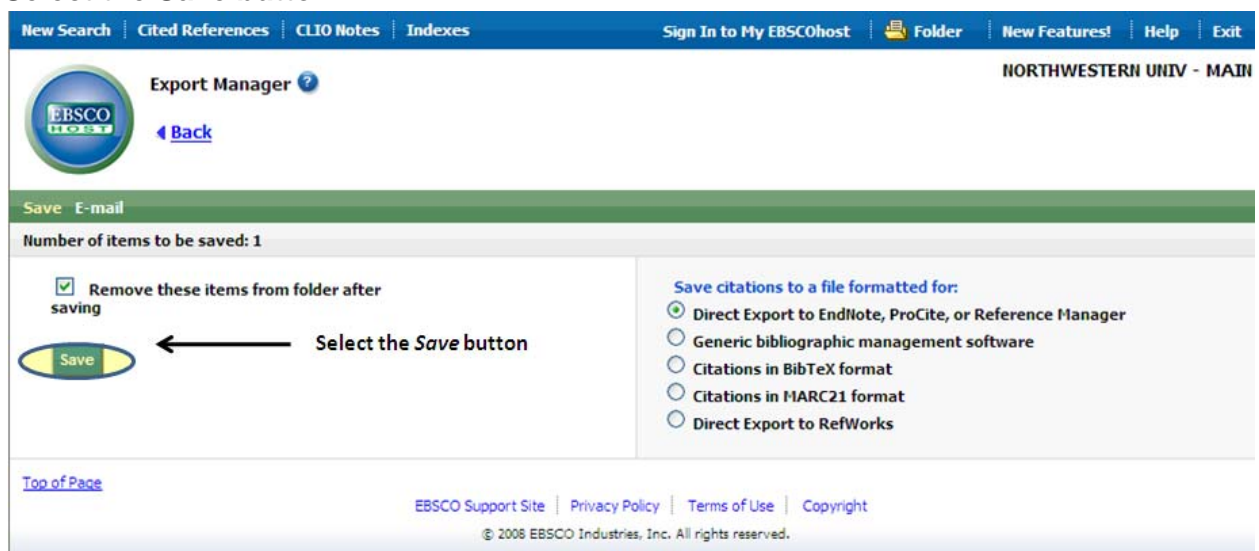 New Search Cited References CLIO Notes Indexes Sign In to My EBSCOhost Folder New Features! Help Exit
NORTHWESTERN UNIV - MAIN
Export Manager ?
EBSCO
HOST
Back
Save E-mail
Number of items to be saved: 1
Remove these items from folder after
saving
Save
Select the Save button
Save citations to a file formatted for:
Direct Export to EndNote, ProCite, or Reference Manager
Generic bibliographic management software
Citations in BibTeX format
Citations in MARC21 format
Direct Export to RefWorks
Top of Page
EBSCO Support Site Privacy Policy Terms of Use Copyright
© 2008 EBSCO Industries, Inc. All rights reserved.